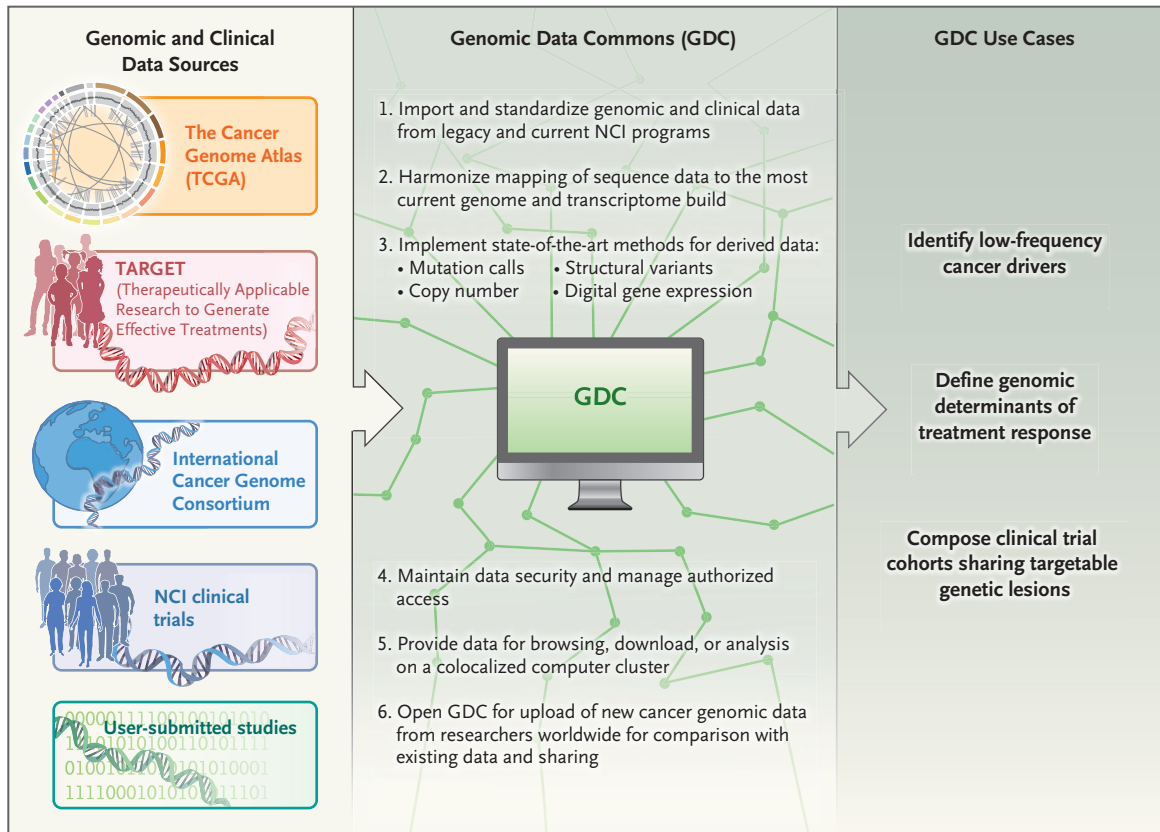 Genomic and Clinical
Data Sources
The Cancer
Genome Atlas
(TCGA)
TARGET
(Therapeutically Applicable
Research to Generate
Effective Treatments)
International
Cancer Genome
Consortium
NCI clinical
trials
User-submitted studies
Genomic Data Commons (GDC)
1. Import and standardize genomic and clinical data
from legacy and current NCI programs
2. Harmonize mapping of sequence data to the most
current genome and transcriptome build
3. Implement state-of-the-art methods for derived data:
• Mutation calls • Structural variants
• Copy number • Digital gene expression
GDC
4. Maintain data security and manage authorized
access
5. Provide data for browsing, download, or analysis
on a colocalized computer cluster
6. Open GDC for upload of new cancer genomic data
from researchers worldwide for comparison with
existing data and sharing
GDC Use Cases
Identify low-frequency
cancer drivers
Define genomic
determinants of
treatment response
Compose clinical trial
cohorts sharing targetable
genetic lesions